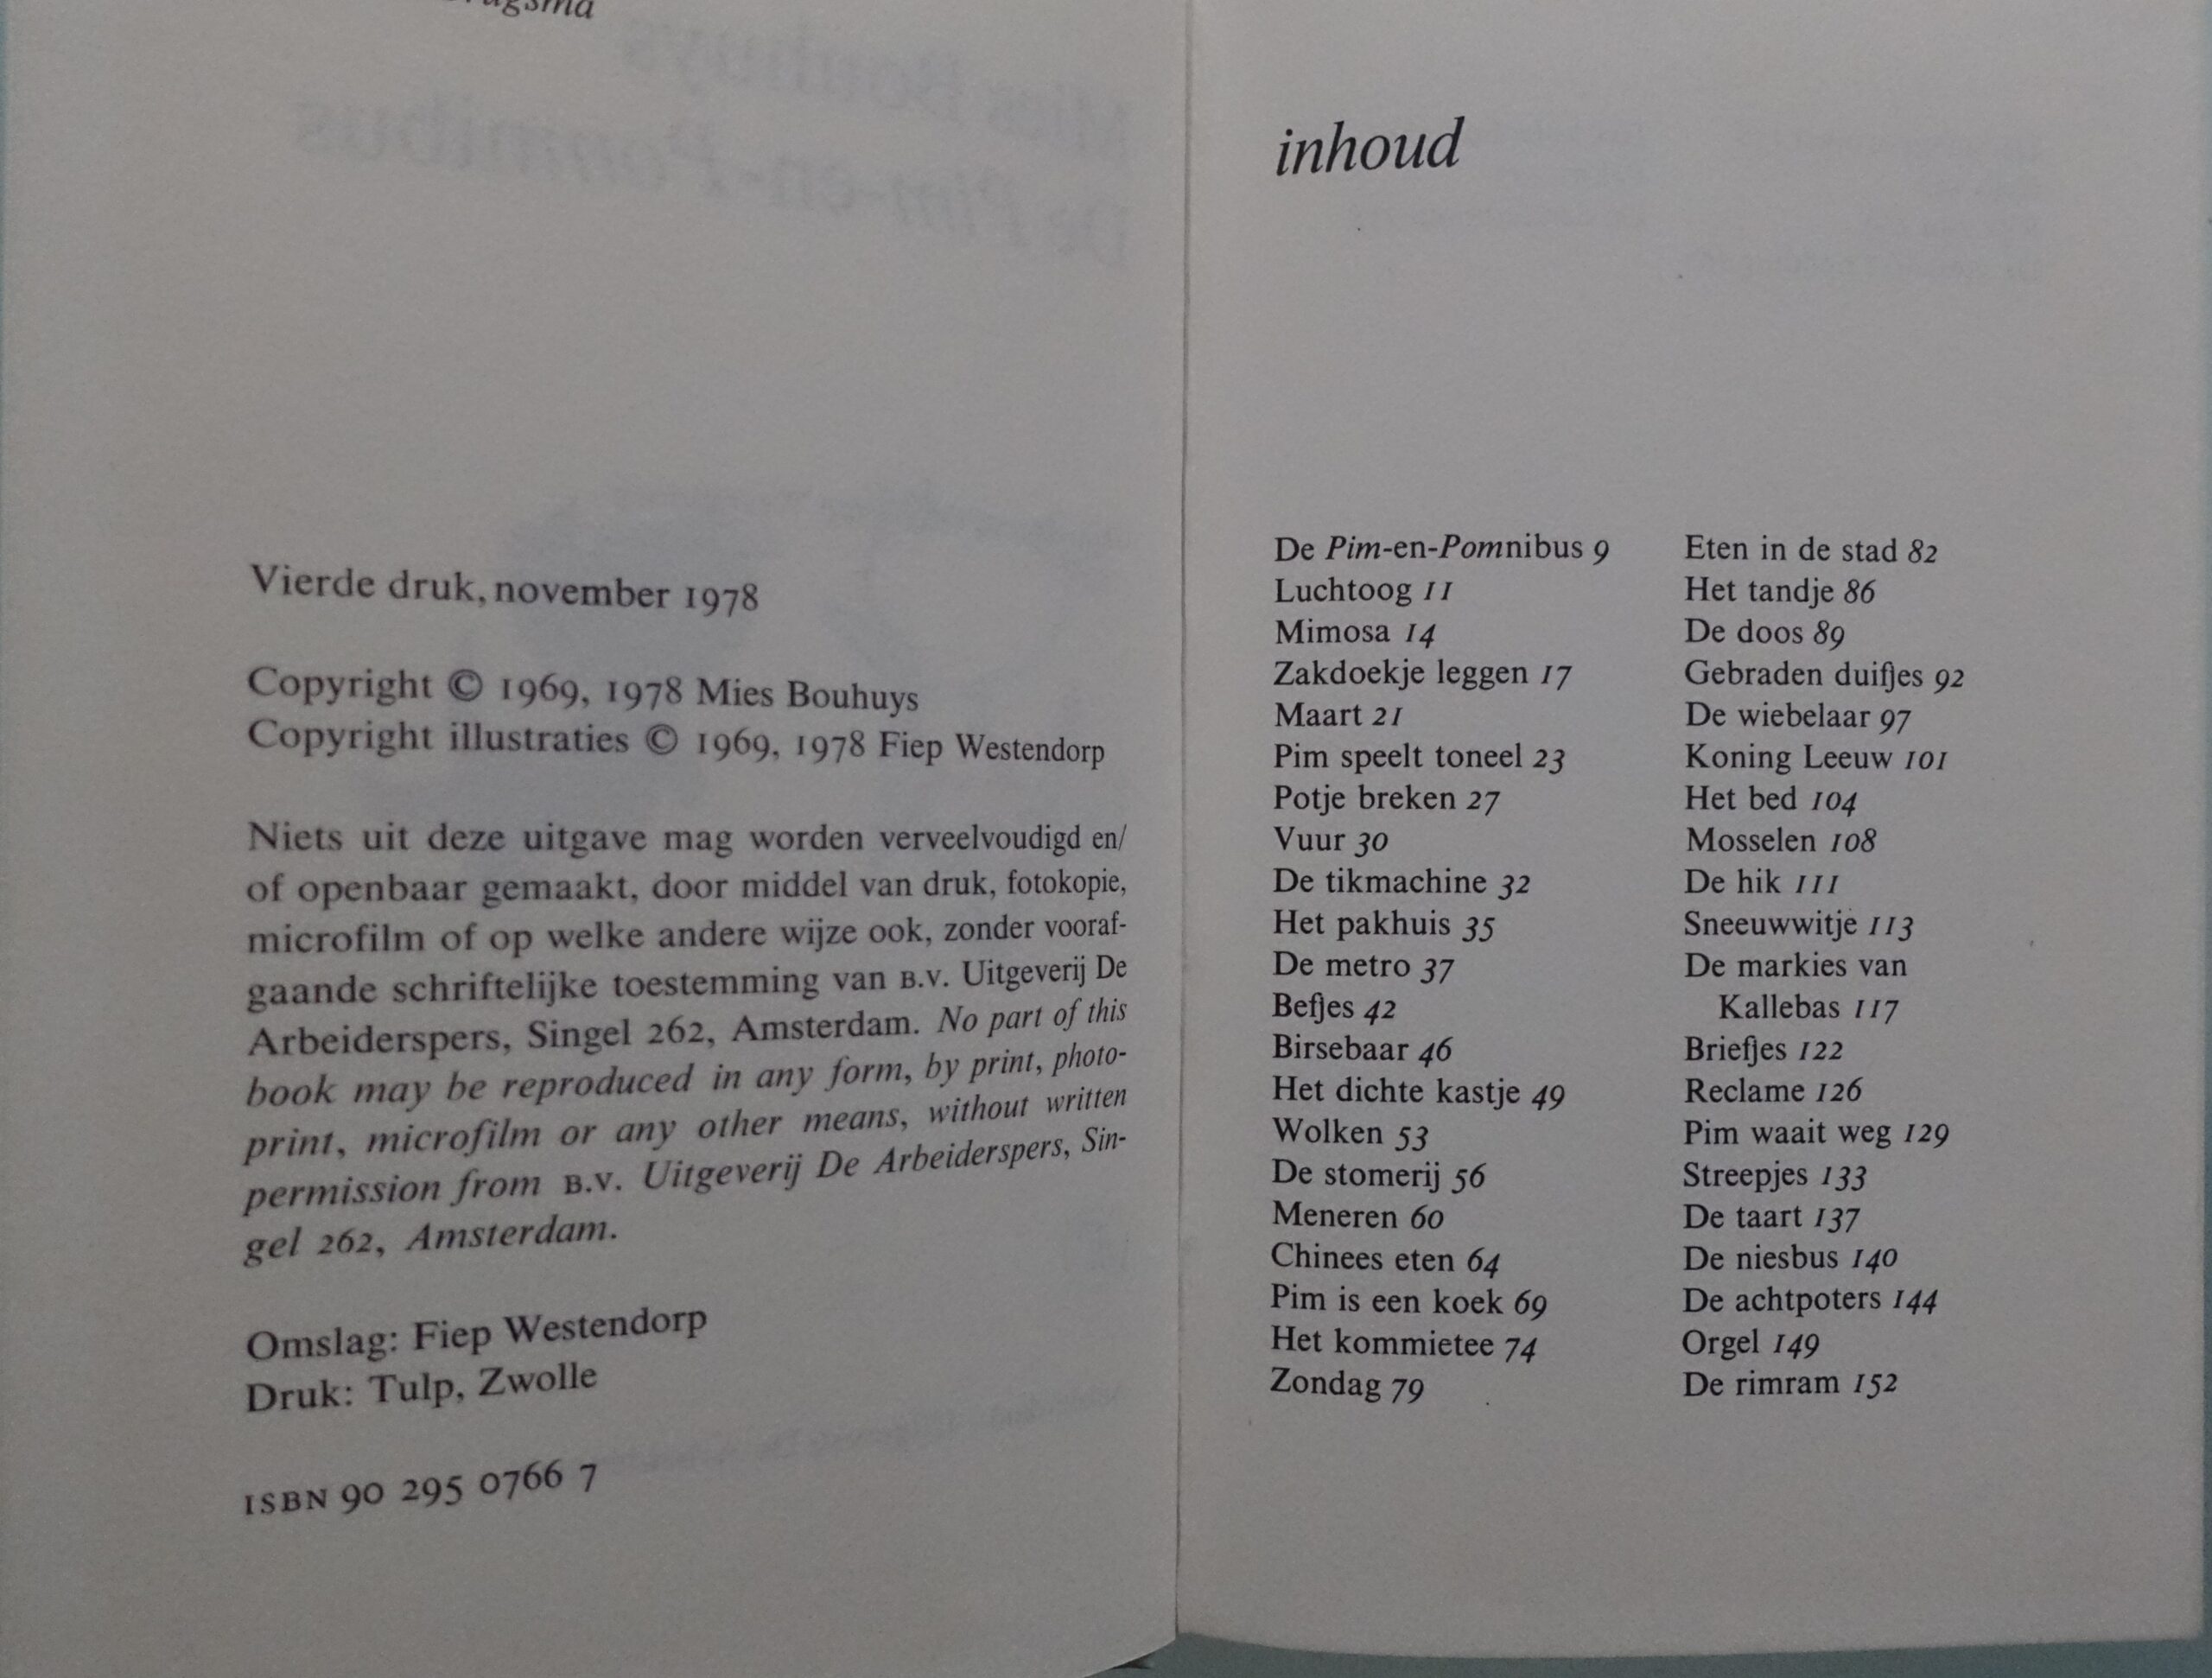 Vierde druk, november 1978
Copyright © 1969, 1978 Mies Bouhuys
Copyright illustraties © 1969, 1978 Fiep Westendorp
Niets uit deze uitgave mag worden verveelvoudigd en/
of openbaar gemaakt, door middel van druk, fotokopie,
microfilm of op welke andere wijze ook, zonder vooraf-
gaande schriftelijke toestemming van B.V. Uitgeverij De
Arbeiderspers, Singel 262, Amsterdam. No part of this
book may be reproduced in any form, by print, photo-
print, microfilm or any other means, without written
permission from B.V. Uitgeverij De Arbeiderspers, Sin-
gel 262, Amsterdam.
Omslag: Fiep Westendorp
Druk: Tulp, Zwolle
ISBN 90 295 0766 7
inhoud
De Pim-en-Pomnibus 9
Luchtoog 11
Mimosa 14
Zakdoekje leggen 17
Maart 21
Pim speelt toneel 23
Potje breken 27
Vuur 30
De tikmachine 32
Het pakhuis 35
De metro 37
Befjes 42
Birsebaar 46
Het dichte kastje 49
Wolken 53
De stomerij 56
Meneren 60
Chinees eten 64
Pim is een koek 69
Het kommietee 74
Zondag 79
Eten in de stad 82
Het tandje 86
De doos 89
Gebraden duifjes 92
De wiebelaar 97
Koning Leeuw 101
Het bed 104
Mosselen 108
De hik 111
Sneeuwwitje 113
De markies van
Kallebas 117
Briefjes 122
Reclame 126
Pim waait weg 129
Streepjes 133
De taart 137
De niesbus 140
De achtpoters 144
Orgel 149
De rimram 152